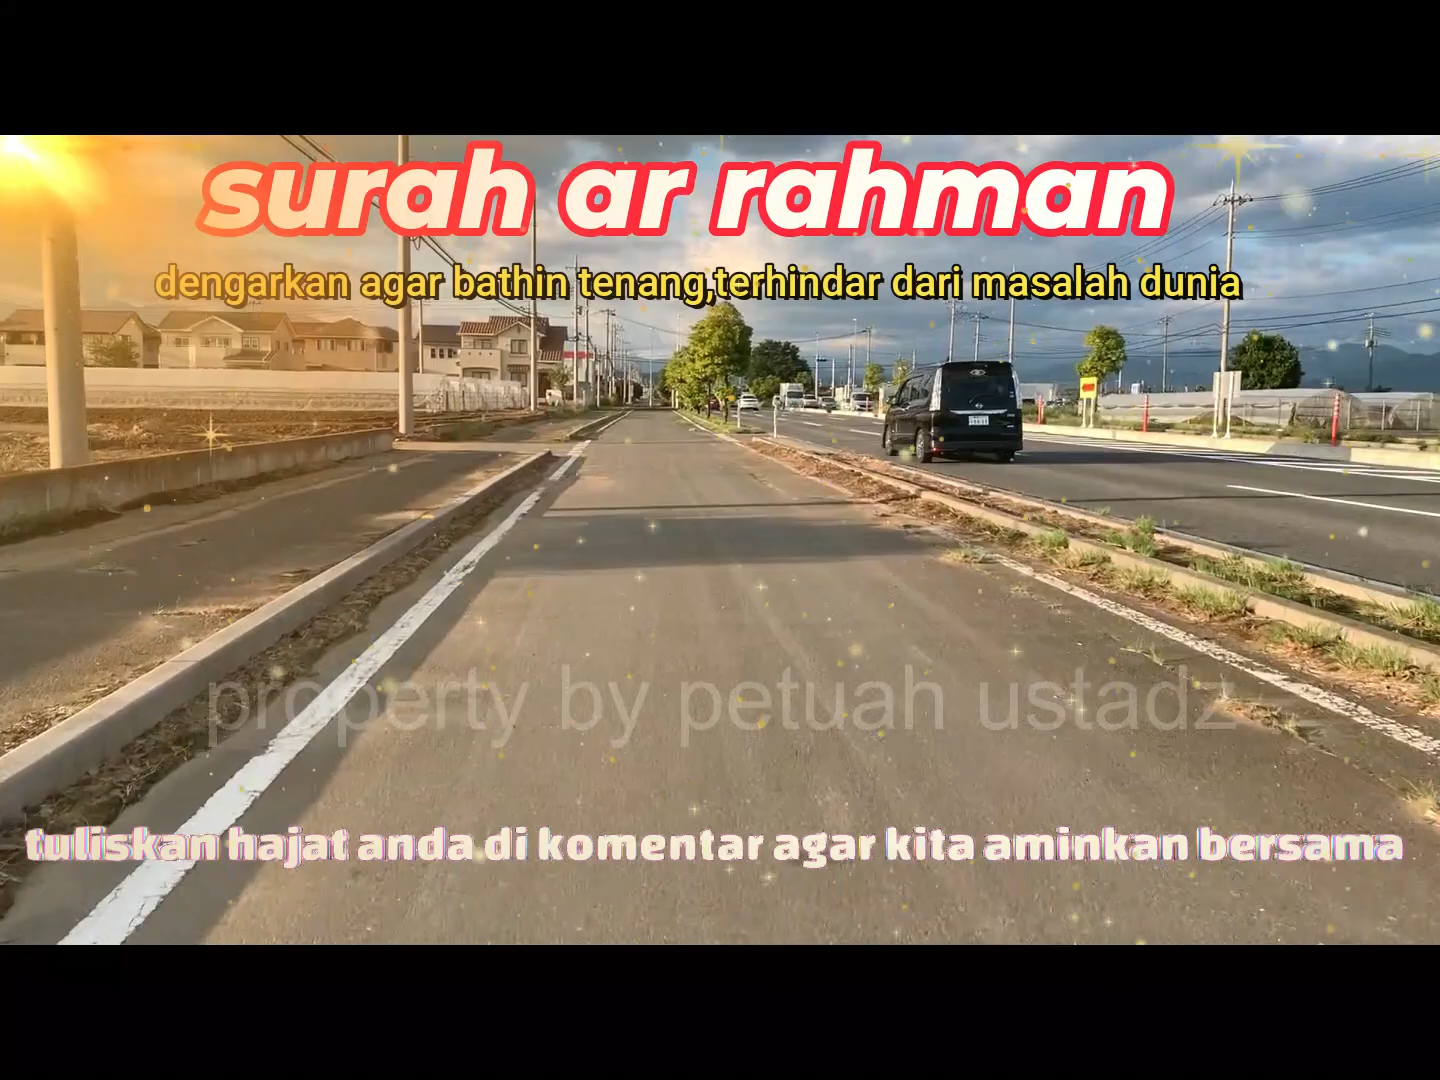 surah ar rahman
dengarkan agar bathin tenang,terhindar dari masalah dunia
property by petuah ustadz
tuliskan hajat anda di komentar agar kita aminkan bersama